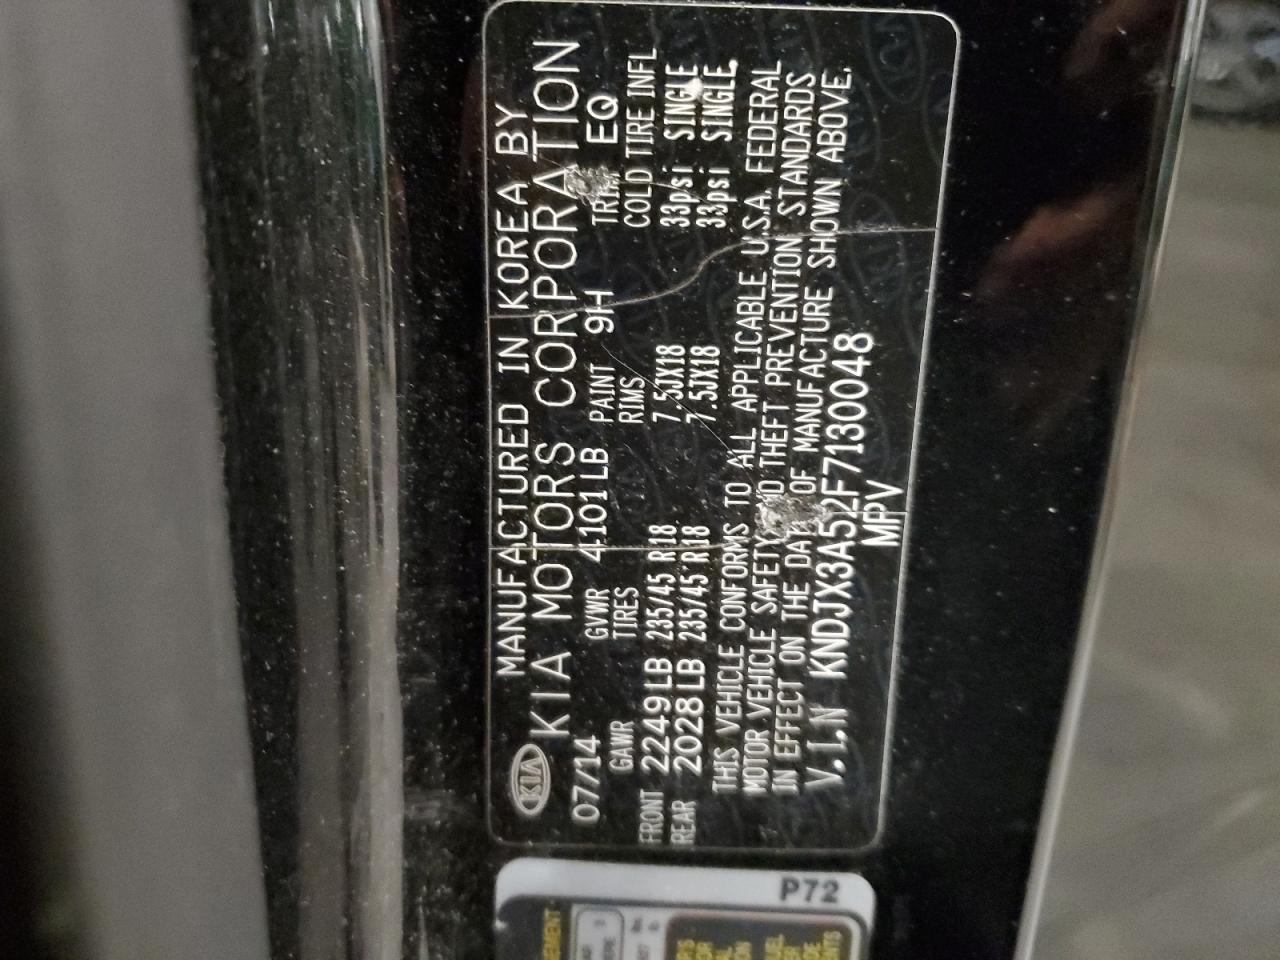 MANUFACTURED IN KOREA BY
KIA KIA MOTORS CORPORATION
07/14 GVWR 4101LB PAINT 9H TRIM EQ
GAWR TIRES RIMS COLD TIRE INFL
FRONT 2249LB 235/45 R18 7.5JX18 33psi SINGLE
REAR 2028LB 235/45 R18 7.5JX18 33psi SINGLE.
THIS VEHICLE CONFORMS TO ALL APPLICABLE U.S.A. FEDERAL
MOTOR VEHICLE SAFETY THEFT PREVENTION STANDARDS
IN EFFECT ON THE OF MANUFACTURE SHOWN ABOVE.
V.I.N KNDJX3A52F7130048
MPV
P72